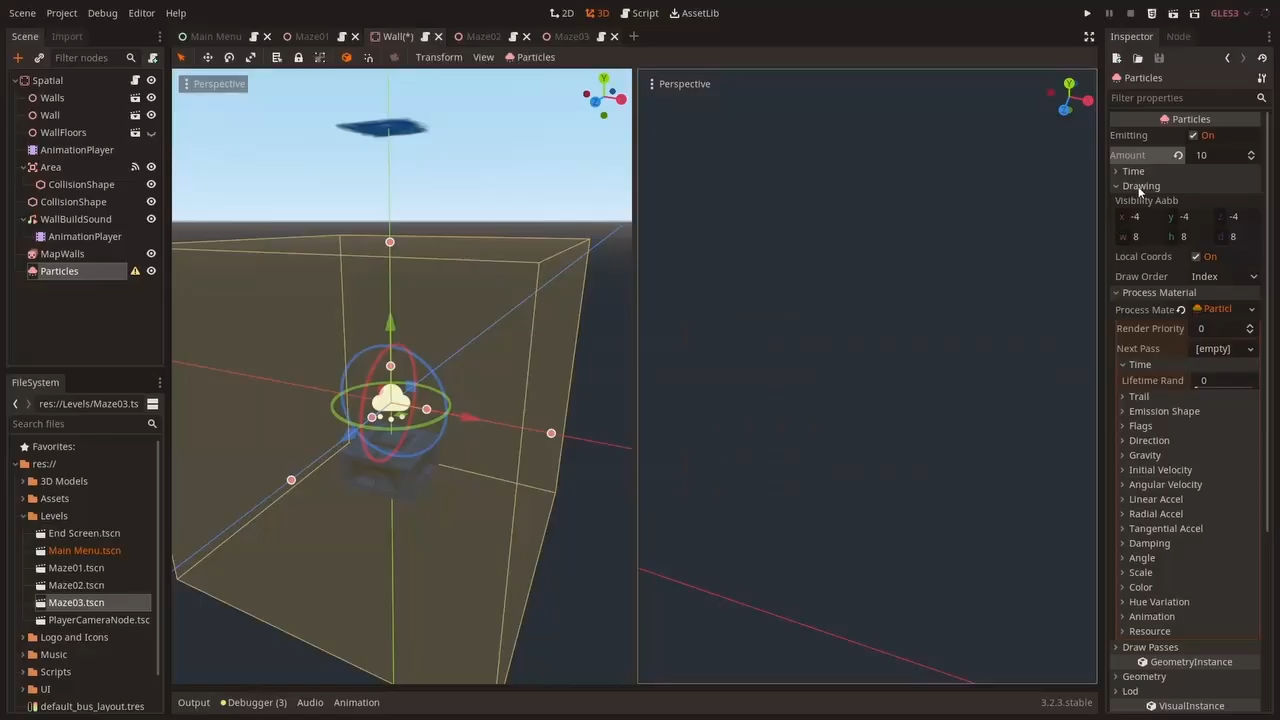 Scene Project Debug Editor Help
2D 3D Script AssetLib
GLES3
Scene Import
Main Menu Maze01 Wall(*) Maze02 Maze03
Inspector Node
Filter nodes
Transform View Particles
Spatial
Walls
Wall
WallFloors
AnimationPlayer
Area
CollisionShape
CollisionShape
WallBuildSound
AnimationPlayer
MapWalls
Particles
FileSystem
res://Levels/Maze03.ts
Search files
Favorites:
res://
3D Models
Assets
Levels
End Screen.tscn
Main Menu.tscn
Maze01.tscn
Maze02.tscn
Maze03.tscn
PlayerCameraNode.tsc
Logo and Icons
Music
Scripts
UI
default_bus_layout.tres
Perspective
Y
X
Z
Perspective
Y
X
Z
Output Debugger (3) Audio Animation
3.2.3.stable
Particles
Filter properties
Particles
Emitting On
Amount 10
Time
Drawing
Visibility Aabb
x -4 y -4 z -4
w 8 h 8 d 8
Local Coords On
Draw Order Index
Process Material
Process Mate Particl
Render Priority 0
Next Pass [empty]
Time
Lifetime Rand 0
Trail
Emission Shape
Flags
Direction
Gravity
Initial Velocity
Angular Velocity
Linear Accel
Radial Accel
Tangential Accel
Damping
Angle
Scale
Color
Hue Variation
Animation
Resource
Draw Passes
GeometryInstance
Geometry
Lod
VisualInstance